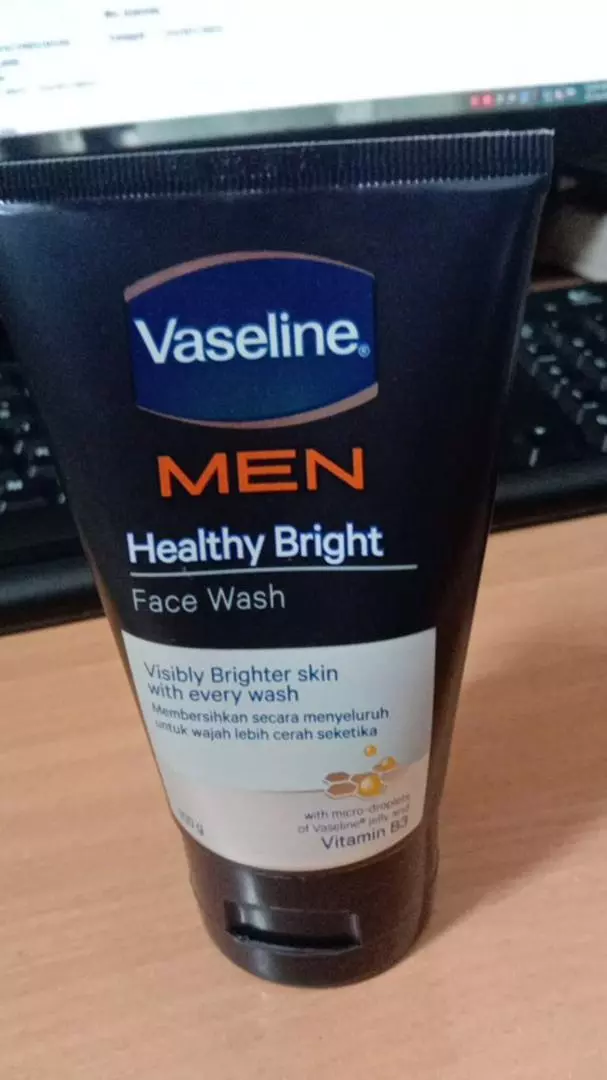 Vaseline®
MEN
Healthy Bright
Face Wash
Visibly Brighter skin
with every wash
Membersihkan secara menyeluruh
untuk wajah lebih cerah seketika
with micro-droplets
of Vaseline® jelly and
Vitamin B3
100 g